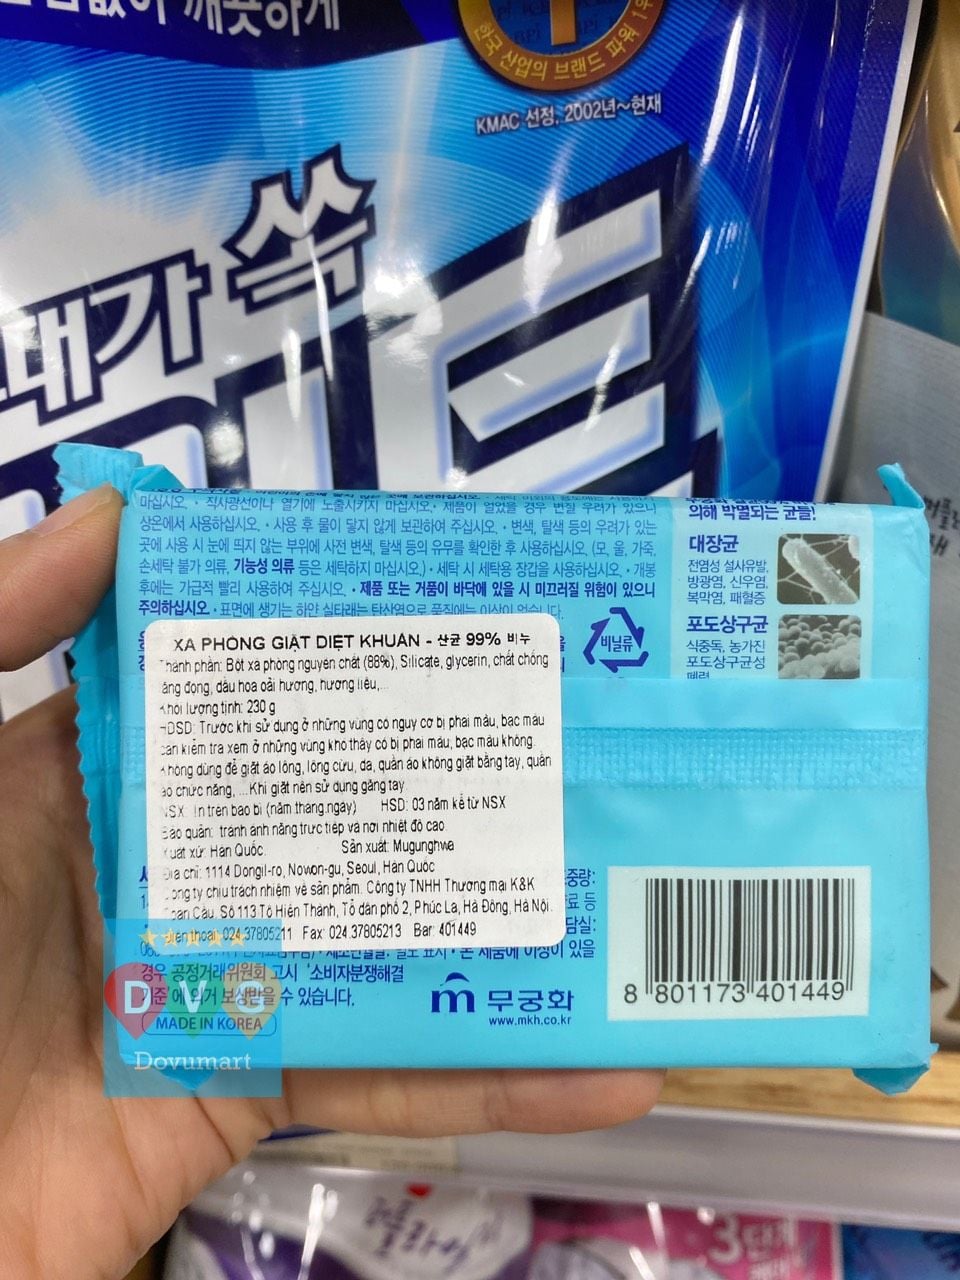 깨끗하게
한국 산업의 브랜드 파워 1위
KMAC 선정, 2002년~현재
때가 쏙
마십시오. • 직사광선이나 열기에 노출시키지 마십시오. • 제품이 얼었을 경우 변질 우려가 있으니
상온에서 사용하십시오. • 사용 후 물이 닿지 않게 보관하여 주십시오. • 변색, 탈색 등의 우려가 있는
곳에 사용 시 눈에 띄지 않는 부위에 사전 변색, 탈색 등의 유무를 확인한 후 사용하십시오. (모, 울, 가죽,
손세탁 불가 의류, 기능성 의류 등은 세탁하지 마십시오.) • 세탁 시 세탁용 장갑을 사용하십시오. • 개봉
후에는 가급적 빨리 사용하여 주십시오. • 제품 또는 거품이 바닥에 있을 시 미끄러질 위험이 있으니
주의하십시오. • 표면에 생기는 하얀 실타래는 탄산염으로 품질에는 이상이 없습니다.
의해 박멸되는 균들!
대장균
전염성 설사유발,
방광염, 신우염,
복막염, 패혈증
포도상구균
식중독, 농가진
포도상구균성
폐렴
비닐류
XÀ PHÒNG GIẶT DIỆT KHUẨN - 산균 99% 비누
Thành phần: Bột xà phòng nguyên chất (88%), Silicate, glycerin, chất chống
lắng đọng, dầu hoa oải hương, hương liệu,...
Khối lượng tịnh: 230 g
HDSD: Trước khi sử dụng ở những vùng có nguy cơ bị phai màu, bạc màu
cần kiểm tra xem ở những vùng khó thấy có bị phai màu, bạc màu không.
Không dùng để giặt áo lông, lông cừu, da, quần áo không giặt bằng tay, quần
áo chức năng, ...Khi giặt nên sử dụng găng tay.
NSX: In trên bao bì (năm tháng.ngày) HSD: 03 năm kể từ NSX
Bảo quản: tránh ánh nắng trực tiếp và nơi nhiệt độ cao
Xuất xứ: Hàn Quốc. Sản xuất: Mugunghwa
Địa chỉ: 1114 Dongil-ro, Nowon-gu, Seoul, Hàn Quốc
Công ty chịu trách nhiệm về sản phẩm: Công ty TNHH Thương mại K&K
Toàn Cầu. Số 113 Tô Hiến Thành, Tổ dân phố 2, Phúc La, Hà Đông, Hà Nội.
Điện thoại: 024.37805211 Fax: 024.37805213 Bar: 401449
중량:
경우 공정거래위원회 고시 '소비자분쟁해결
기준'에 의거 보상받을 수 있습니다.
무궁화
www.mkh.co.kr
8 801173 401449
DVG
MADE IN KOREA
Dovumart